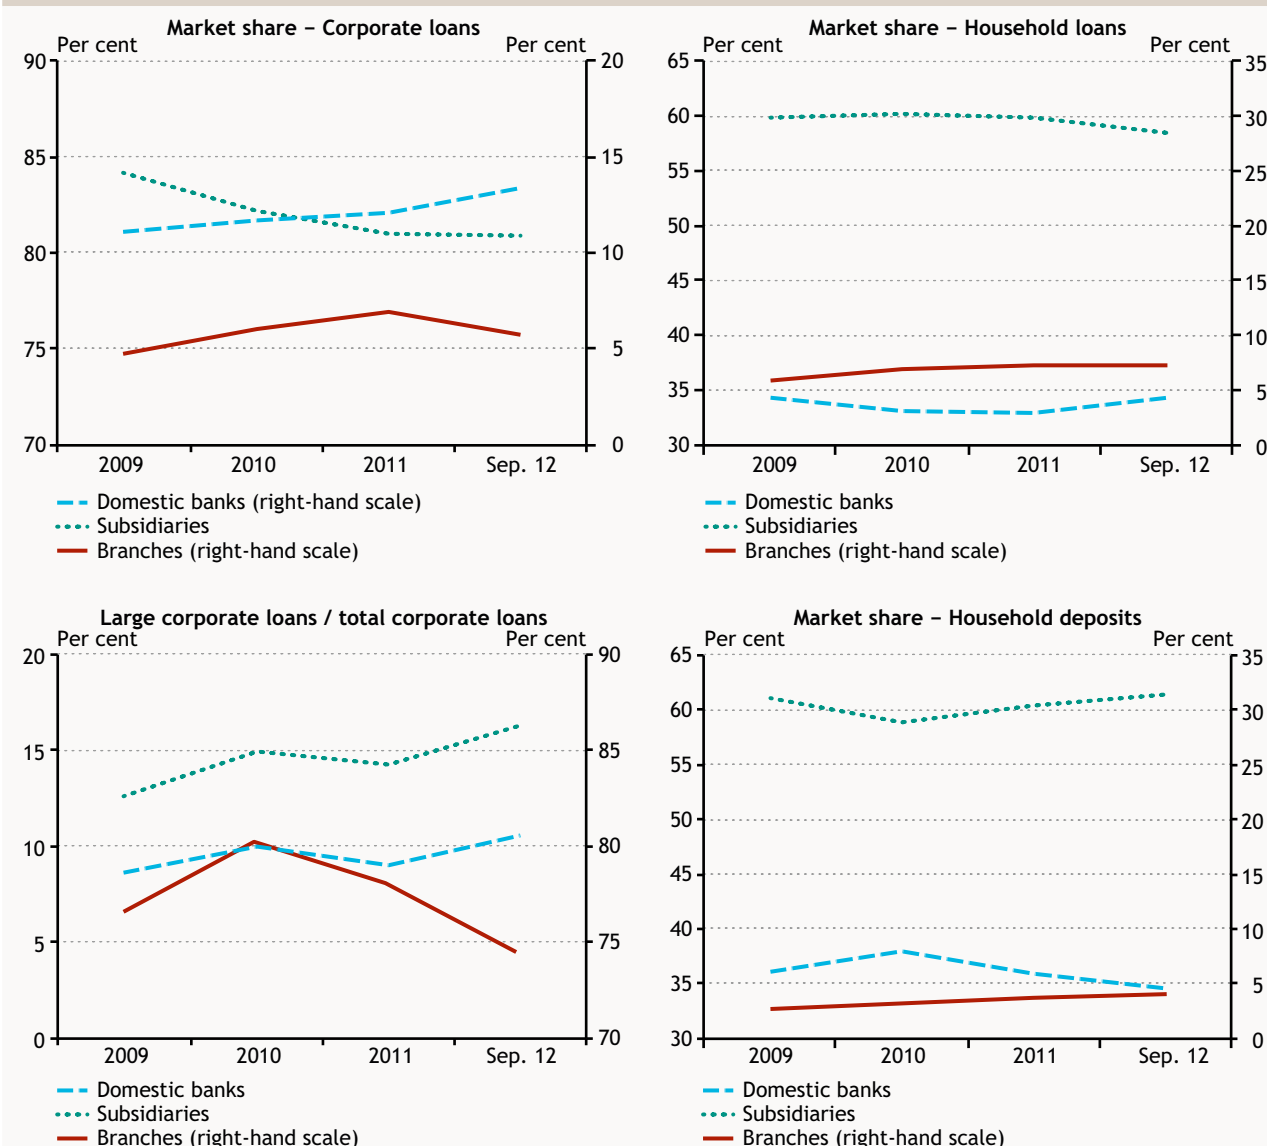 Market share – Corporate loans
Per cent
Per cent
90
85
80
75
70
20
15
10
5
0
2009 2010 2011 Sep. 12
Domestic banks (right-hand scale)
Subsidiaries
Branches (right-hand scale)
Market share – Household loans
Per cent
Per cent
65
60
55
50
45
40
35
30
35
30
25
20
15
10
5
0
2009 2010 2011 Sep. 12
Domestic banks
Subsidiaries
Branches (right-hand scale)
Large corporate loans / total corporate loans
Per cent
Per cent
20
15
10
5
0
90
85
80
75
70
2009 2010 2011 Sep. 12
Domestic banks
Subsidiaries
Branches (right-hand scale)
Market share – Household deposits
Per cent
Per cent
65
60
55
50
45
40
35
30
35
30
25
20
15
10
5
0
2009 2010 2011 Sep. 12
Domestic banks
Subsidiaries
Branches (right-hand scale)